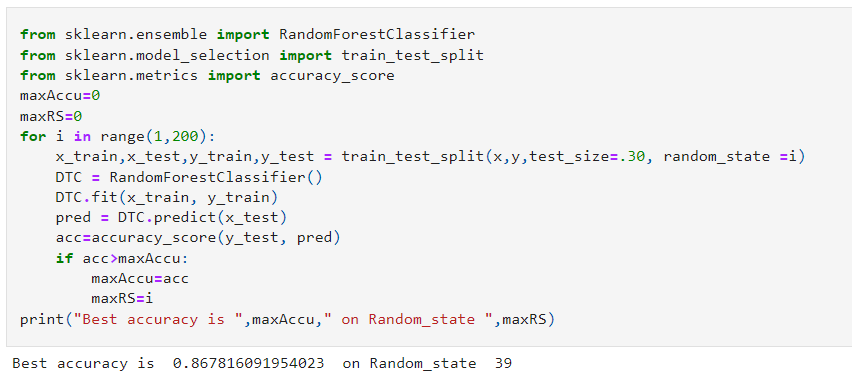 from sklearn.ensemble import RandomForestClassifier
from sklearn.model_selection import train_test_split
from sklearn.metrics import accuracy_score
maxAccu=0
maxRS=0
for i in range(1,200):
    x_train,x_test,y_train,y_test = train_test_split(x,y,test_size=.30, random_state =i)
    DTC = RandomForestClassifier()
    DTC.fit(x_train, y_train)
    pred = DTC.predict(x_test)
    acc=accuracy_score(y_test, pred)
    if acc>maxAccu:
        maxAccu=acc
        maxRS=i
print("Best accuracy is ",maxAccu," on Random_state ",maxRS)
Best accuracy is  0.867816091954023  on Random_state  39